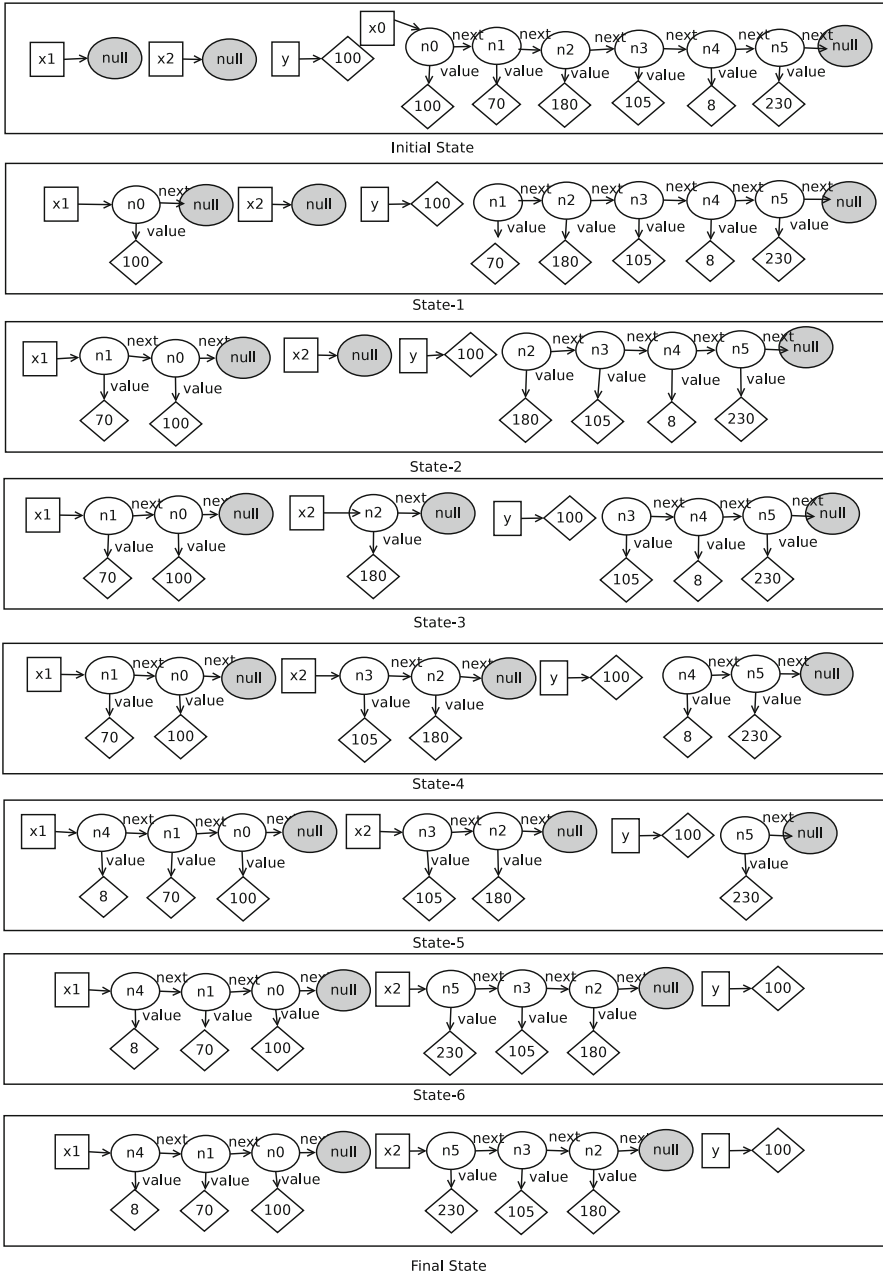 x0
x1 null x2 null y 100 n0 next n1 next n2 next n3 next n4 next n5 next null
value value value value value value
100 70 180 105 8 230
Initial State
x1 n0 next null x2 null y 100 n1 next n2 next n3 next n4 next n5 next null
value value value value value value
100 70 180 105 8 230
State-1
x1 n1 next n0 next null x2 null y 100 n2 next n3 next n4 next n5 next null
value value value value value value
70 100 180 105 8 230
State-2
x1 n1 next n0 next null x2 n2 next null y 100 n3 next n4 next n5 next null
value value value value value value
70 100 180 105 8 230
State-3
x1 n1 next n0 next null x2 n3 next n2 next null y 100 n4 next n5 next null
value value value value value value
70 100 105 180 8 230
State-4
x1 n4 next n1 next n0 next null x2 n3 next n2 next null y 100 n5 next null
value value value value value value
8 70 100 105 180 230
State-5
x1 n4 next n1 next n0 next null x2 n5 next n3 next n2 next null y 100
value value value value value value
8 70 100 230 105 180
State-6
x1 n4 next n1 next n0 next null x2 n5 next n3 next n2 next null y 100
value value value value value value
8 70 100 230 105 180
Final State